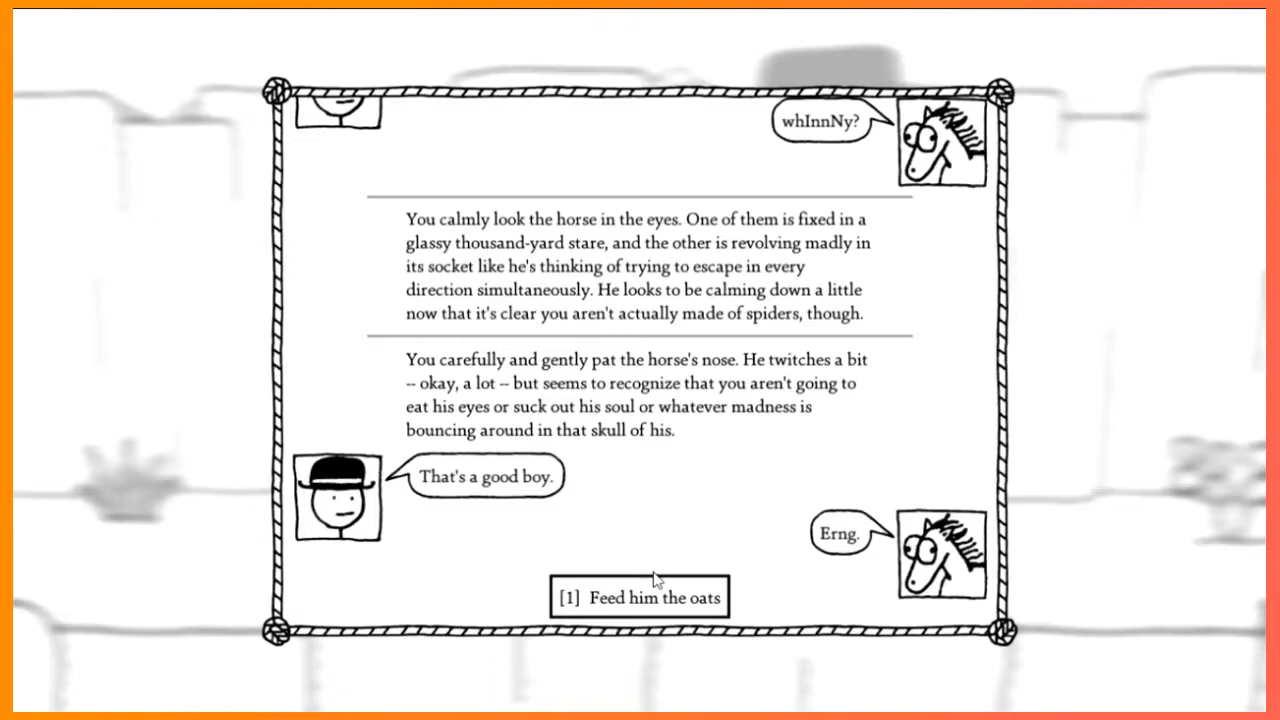 whInnNy?
You calmly look the horse in the eyes. One of them is fixed in a
glassy thousand-yard stare, and the other is revolving madly in
its socket like he's thinking of trying to escape in every
direction simultaneously. He looks to be calming down a little
now that it's clear you aren't actually made of spiders, though.
You carefully and gently pat the horse's nose. He twitches a bit
-- okay, a lot -- but seems to recognize that you aren't going to
eat his eyes or suck out his soul or whatever madness is
bouncing around in that skull of his.
That's a good boy.
Erng.
[1] Feed him the oats